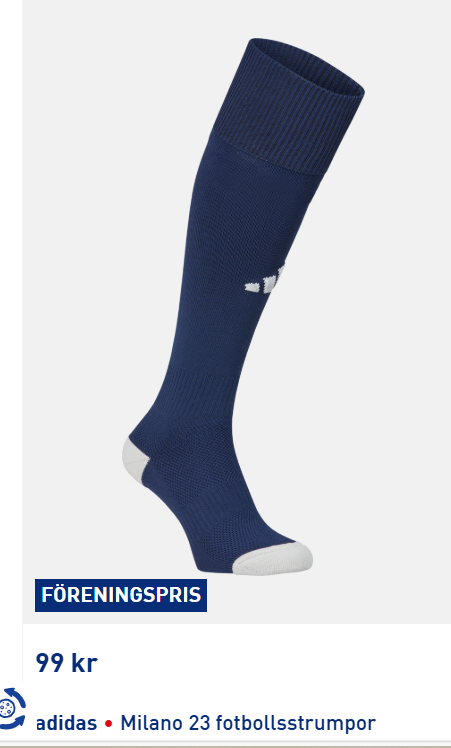 FÖRENINGSPRIS
99 kr
adidas • Milano 23 fotbollsstrumpor